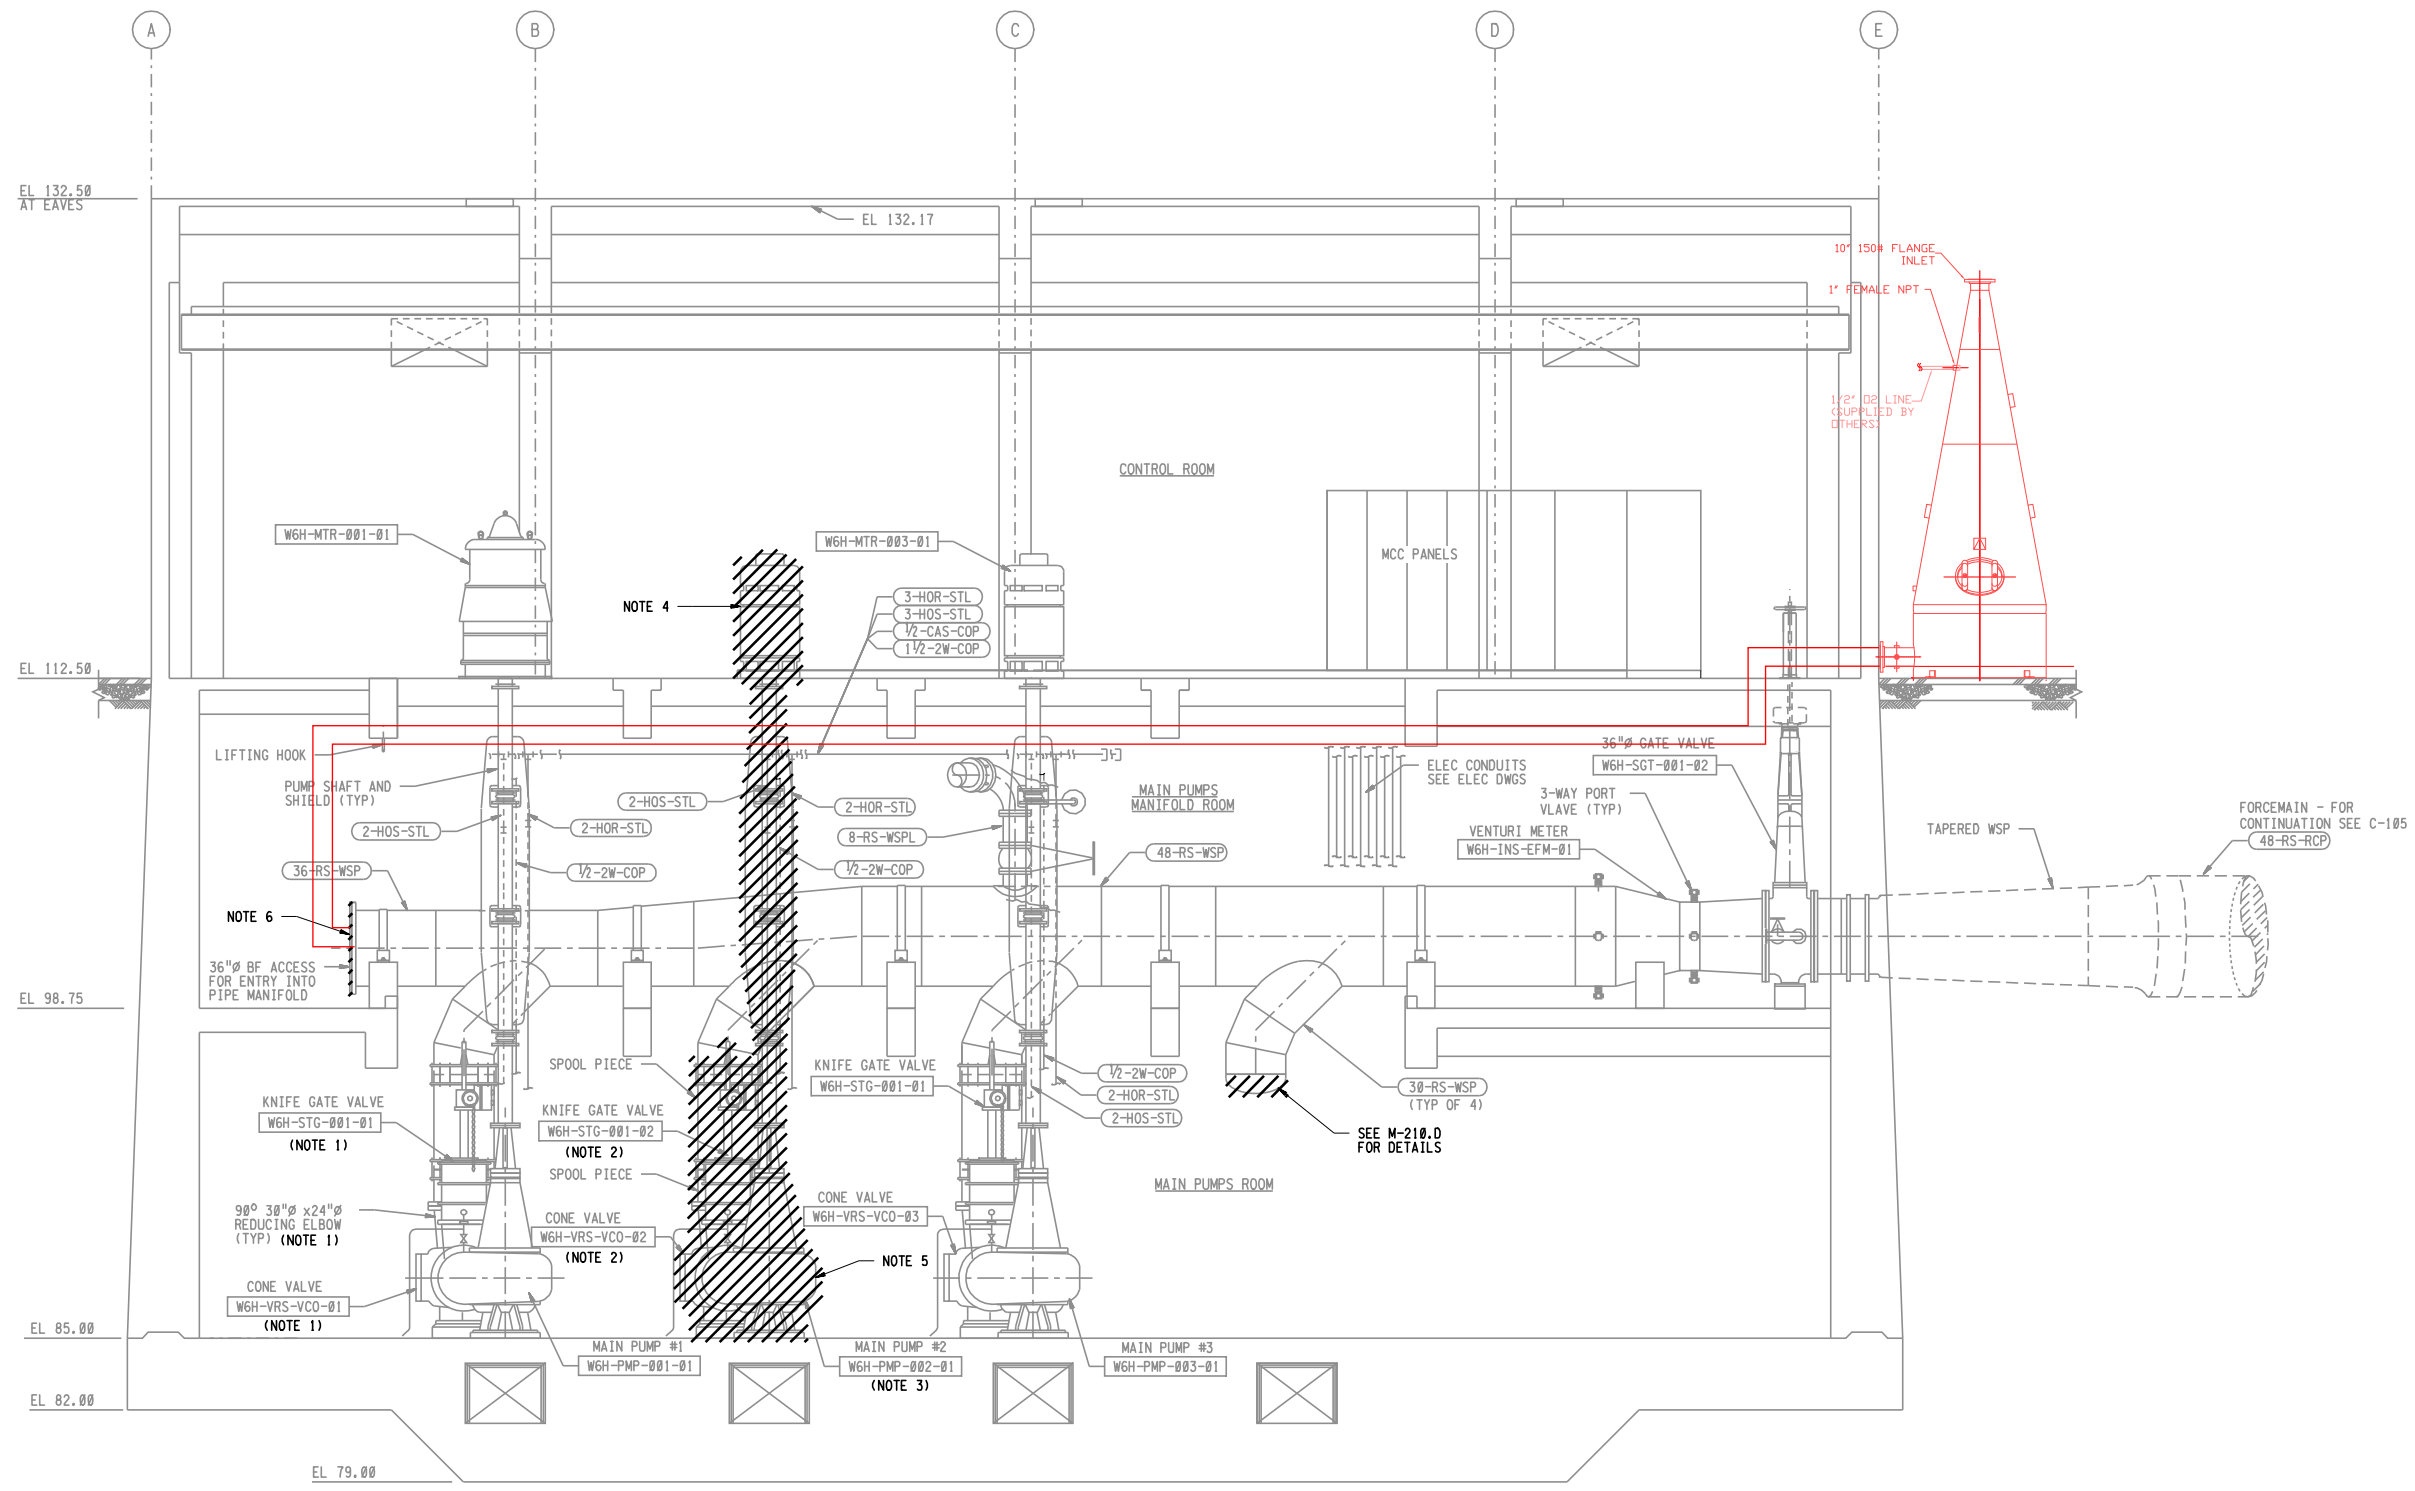 A
B
C
D
E
EL 132.50
AT EAVES
EL 132.17
10" 150# FLANGE
INLET
1" FEMALE NPT
1/2" O2 LINE
(SUPPLIED BY
OTHERS)
CONTROL ROOM
W6H-MTR-001-01
W6H-MTR-003-01
MCC PANELS
NOTE 4
3-HOR-STL
3-HOS-STL
½-CAS-COP
1½-2W-COP
EL 112.50
LIFTING HOOK
PUMP SHAFT AND
SHIELD (TYP)
2-HOS-STL
2-HOR-STL
½-2W-COP
36-RS-WSP
2-HOS-STL
2-HOR-STL
8-RS-WSPL
½-2W-COP
MAIN PUMPS
MANIFOLD ROOM
48-RS-WSP
ELEC CONDUITS
SEE ELEC DWGS
36"Ø GATE VALVE
W6H-SGT-001-02
3-WAY PORT
VLAVE (TYP)
VENTURI METER
W6H-INS-EFM-01
TAPERED WSP
FORCEMAIN - FOR
CONTINUATION SEE C-105
48-RS-RCP
NOTE 6
36"Ø BF ACCESS
FOR ENTRY INTO
PIPE MANIFOLD
EL 98.75
SPOOL PIECE
KNIFE GATE VALVE
W6H-STG-001-01
½-2W-COP
2-HOR-STL
2-HOS-STL
30-RS-WSP
(TYP OF 4)
SEE M-210.D
FOR DETAILS
KNIFE GATE VALVE
W6H-STG-001-01
(NOTE 1)
KNIFE GATE VALVE
W6H-STG-001-02
(NOTE 2)
SPOOL PIECE
MAIN PUMPS ROOM
90° 30"Ø x24"Ø
REDUCING ELBOW
(TYP) (NOTE 1)
CONE VALVE
W6H-VRS-VCO-02
(NOTE 2)
CONE VALVE
W6H-VRS-VCO-03
NOTE 5
CONE VALVE
W6H-VRS-VCO-01
(NOTE 1)
EL 85.00
MAIN PUMP #1
W6H-PMP-001-01
MAIN PUMP #2
W6H-PMP-002-01
(NOTE 3)
MAIN PUMP #3
W6H-PMP-003-01
EL 82.00
EL 79.00